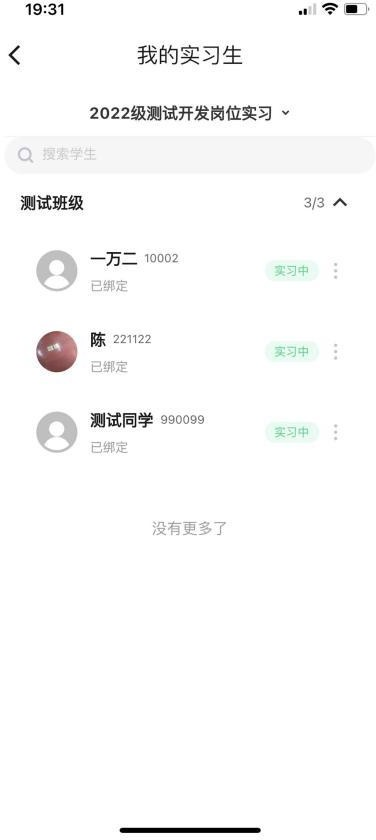 19:31
我的实习生
2022级测试开发岗位实习
搜索学生
测试班级 3/3
一万二 10002
已绑定
实习中
陈 221122
已绑定
实习中
测试同学 990099
已绑定
实习中
没有更多了